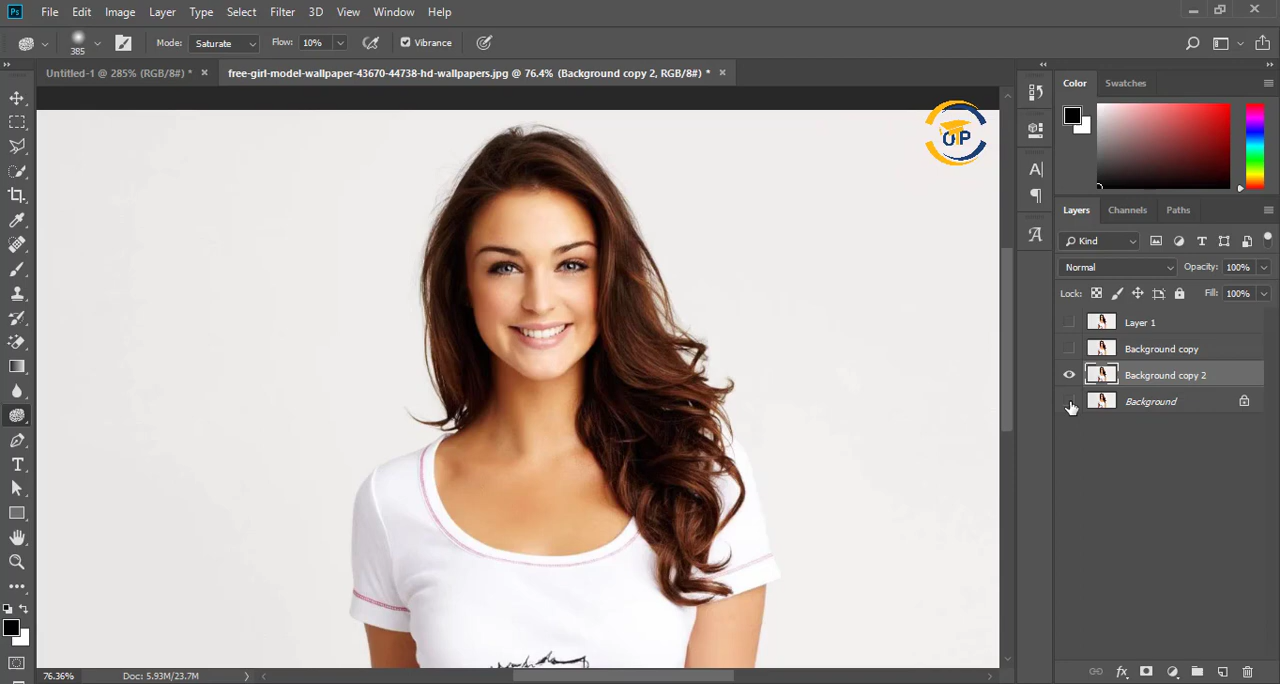 Ps File Edit Image Layer Type Select Filter 3D View Window Help
385 Mode: Saturate Flow: 10% Vibrance
Untitled-1 @ 285% (RGB/8#) * × free-girl-model-wallpaper-43670-44738-hd-wallpapers.jpg @ 76.4% (Background copy 2, RGB/8#) * ×
Color Swatches
OTP
Layers Channels Paths
Kind
Normal Opacity: 100%
Lock: Fill: 100%
Layer 1
Background copy
Background copy 2
Background
76.36% Doc: 5.93M/23.7M